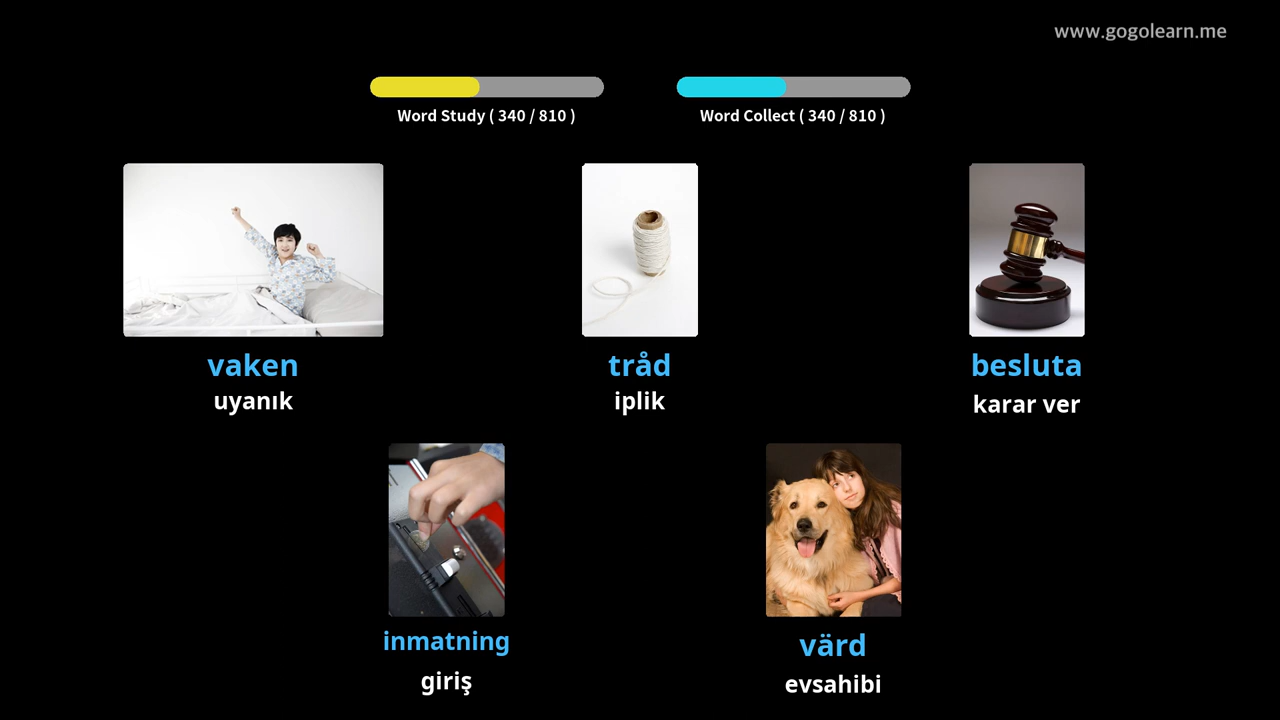 www.gogolearn.me
Word Study ( 340 / 810 )
Word Collect ( 340 / 810 )
vaken
uyanık
tråd
iplik
besluta
karar ver
inmatning
giriş
värd
evsahibi